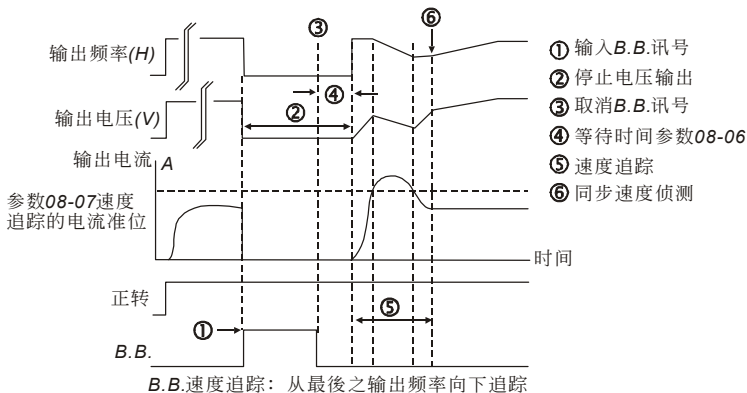 ③
⑥
输出频率(H)
④
②
输出电压(V)
输出电流 A
参数08-07速度
追踪的电流准位
时间
正转
⑤
①
B.B.
B.B.速度追踪：从最後之输出频率向下追踪
① 输入B.B.讯号
② 停止电压输出
③ 取消B.B.讯号
④ 等待时间参数08-06
⑤ 速度追踪
⑥ 同步速度侦测